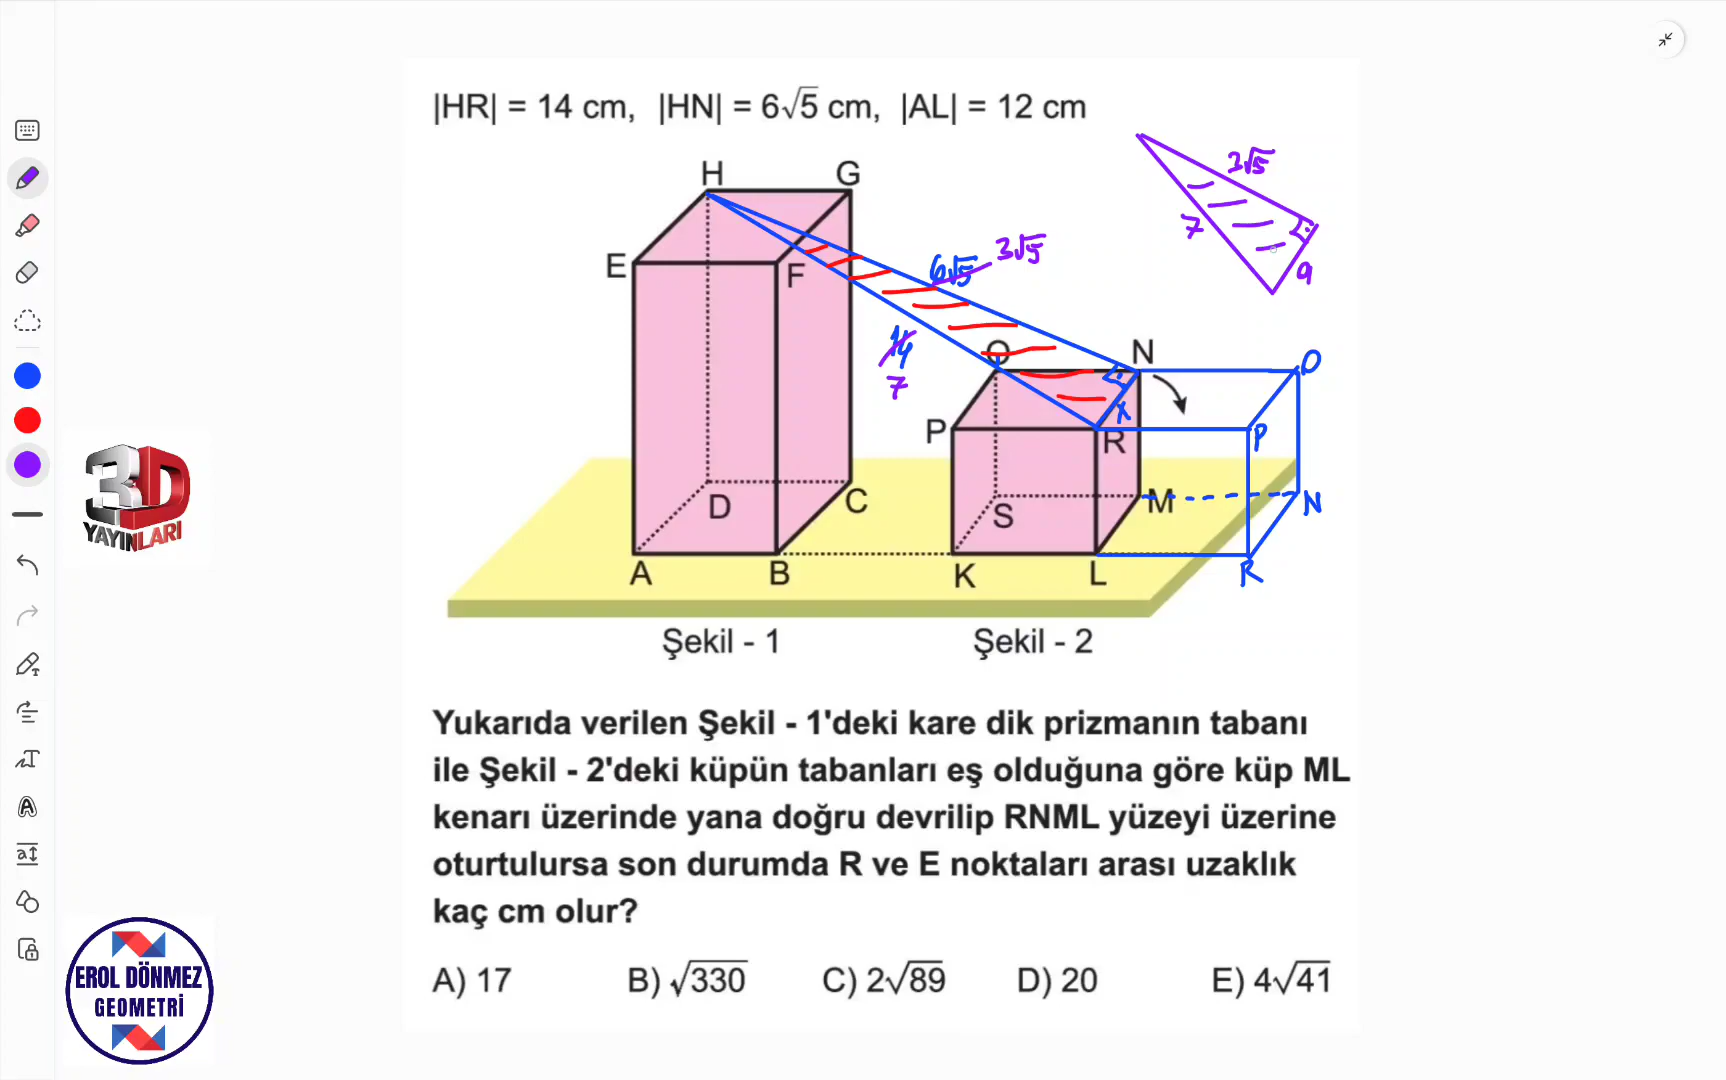 |HR| = 14 cm, |HN| = 6√5 cm, |AL| = 12 cm
3√5
7
a
H G
E F
6√5 3√5
14
7
O N O
P R x P
D C S M N
A B K L R
Şekil - 1 Şekil - 2
3D
YAYINLARI
Yukarıda verilen Şekil - 1'deki kare dik prizmanın tabanı
ile Şekil - 2'deki küpün tabanları eş olduğuna göre küp ML
kenarı üzerinde yana doğru devrilip RNML yüzeyi üzerine
oturtulursa son durumda R ve E noktaları arası uzaklık
kaç cm olur?
A) 17 B) √330 C) 2√89 D) 20 E) 4√41
EROL DÖNMEZ
GEOMETRİ